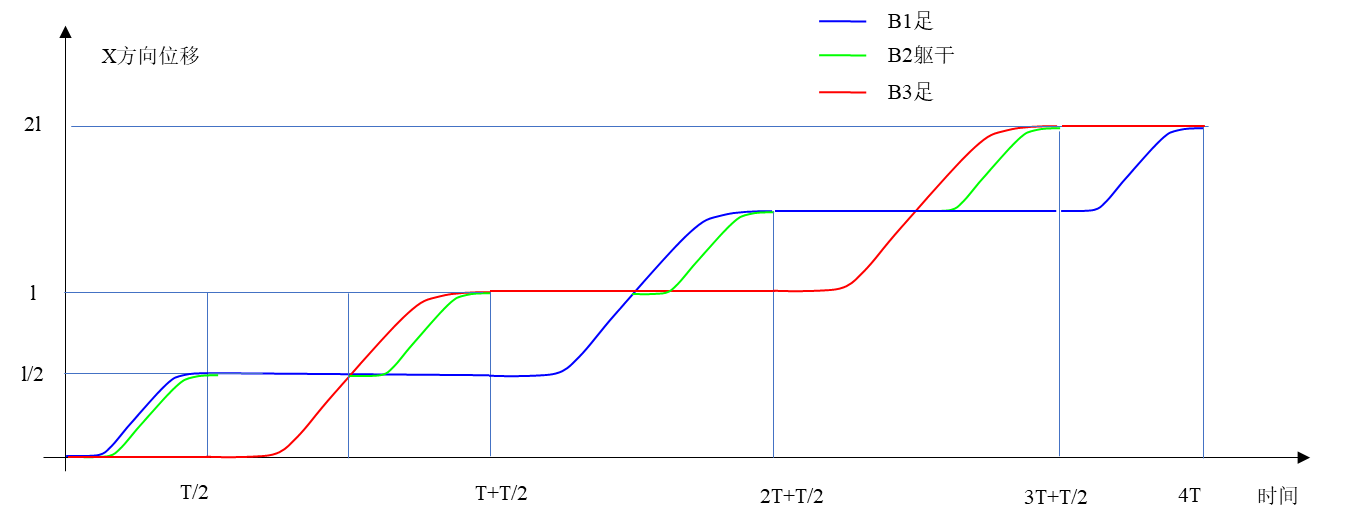 B1足
X方向位移
B2躯干
B3足
2l
l
l/2
T/2
T+T/2
2T+T/2
3T+T/2
4T
时间